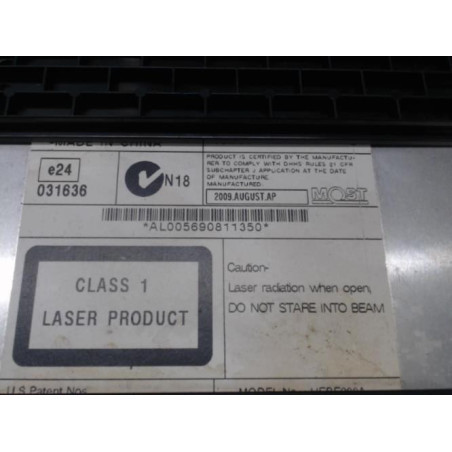 MADE IN CHINA
PRODUCT IS CERTIFIED BY THE MANUFACTU-
RER TO COMPLY WITH DHHS RULES 21 CFR
SUBCHAPTER J APPLICATION AT THE DATE
OF MANUFACTURE.
MANUFACTURED.
e24
031636
N18
2009.AUGUST.AP
MOST
*AL005690811350*
CLASS 1
LASER PRODUCT
Caution-
Laser radiation when open,
DO NOT STARE INTO BEAM
U.S.Patent Nos
MODEL No.